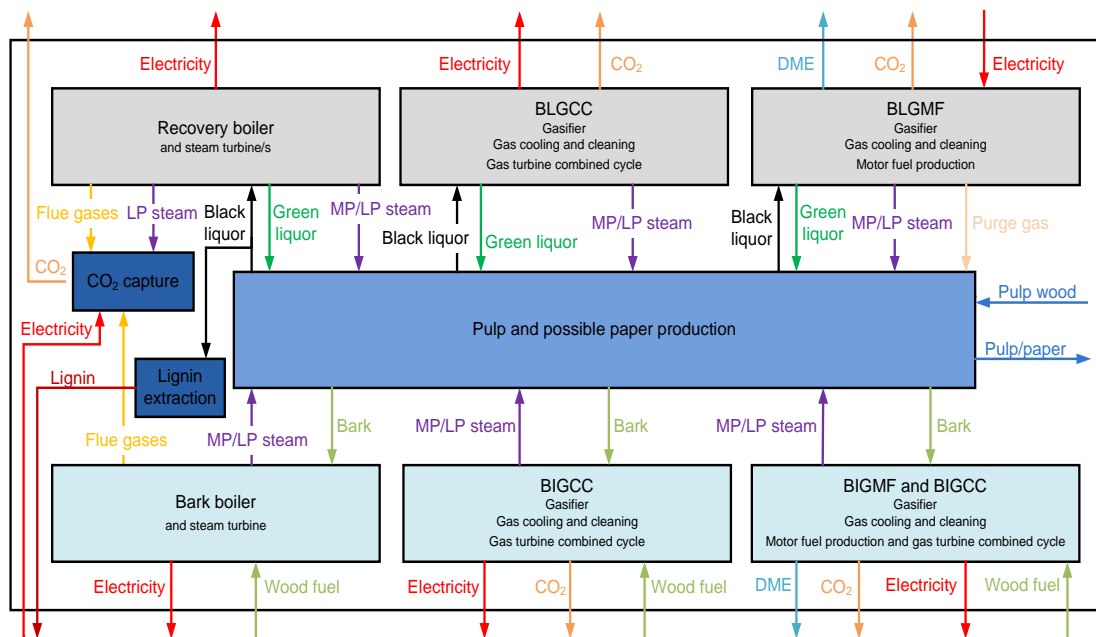 Electricity
Electricity
CO2
DME
CO2
Electricity
Recovery boiler
and steam turbine/s
BLGCC
Gasifier
Gas cooling and cleaning
Gas turbine combined cycle
BLGMF
Gasifier
Gas cooling and cleaning
Motor fuel production
Flue gases
LP steam
Black
liquor
Green
liquor
MP/LP steam
Black liquor
Green liquor
MP/LP steam
Black
liquor
Green
liquor
MP/LP steam
Purge gas
CO2
CO2 capture
Electricity
Pulp and possible paper production
Pulp wood
Pulp/paper
Lignin
Lignin
extraction
Flue gases
MP/LP steam
Bark
MP/LP steam
Bark
MP/LP steam
Bark
Bark boiler
and steam turbine
BIGCC
Gasifier
Gas cooling and cleaning
Gas turbine combined cycle
BIGMF and BIGCC
Gasifier
Gas cooling and cleaning
Motor fuel production and gas turbine combined cycle
Electricity
Wood fuel
Electricity
CO2
Wood fuel
DME
CO2
Electricity
Wood fuel